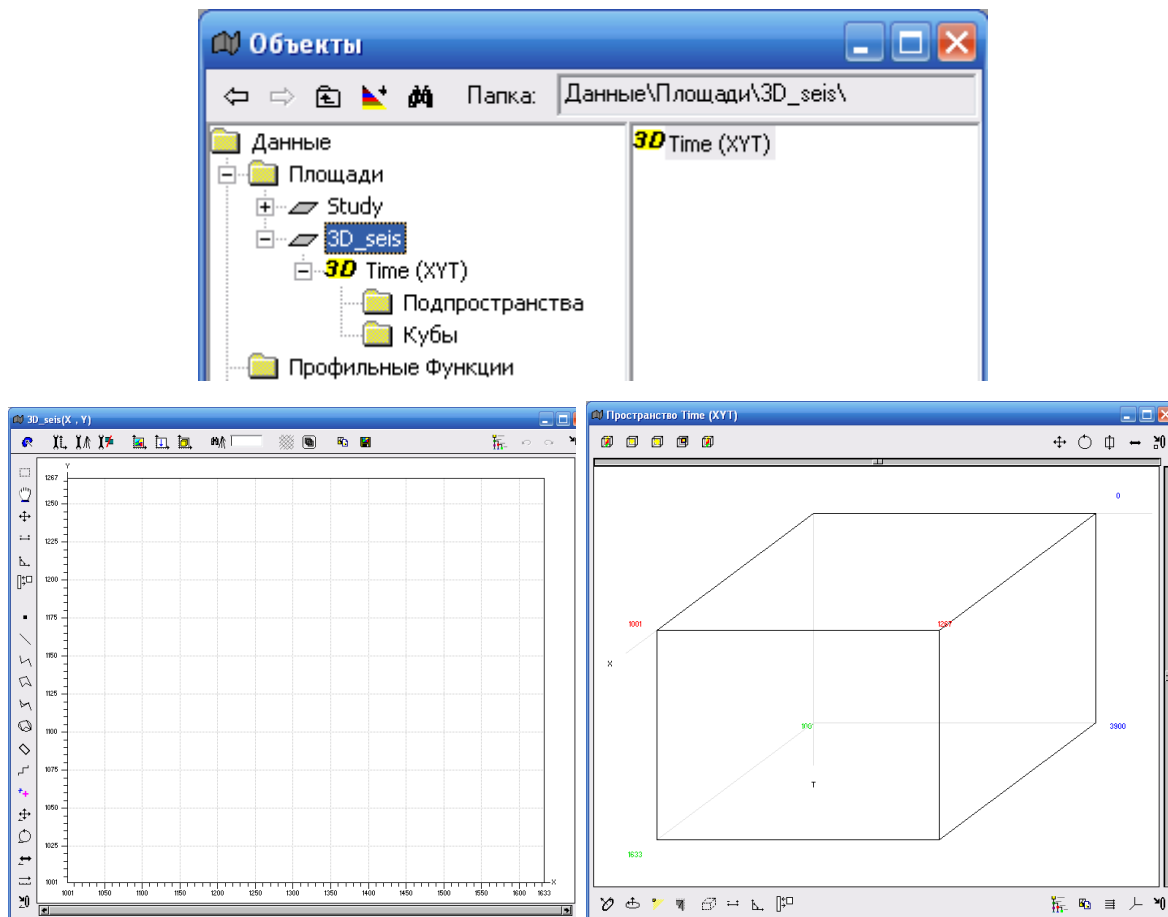 Объекты
Папка: Данные\Площади\3D_seis\
Данные
Площади
Study
3D_seis
3D Time (XYT)
Подпространства
Кубы
Профильные Функции
3D Time (XYT)
3D_seis(X , Y)
Y
1267
1250
1225
1200
1175
1150
1125
1100
1075
1050
1025
1001
1001 1050 1100 1150 1200 1250 1300 1350 1400 1450 1500 1550 1600 1633 X
Пространство Time (XYT)
0
1001 1267
X
3900
T
1633